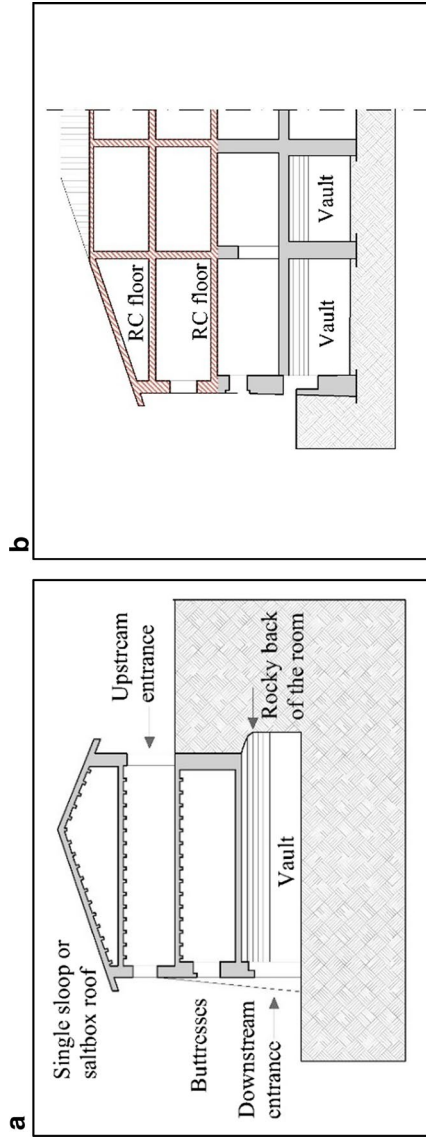 a
Single sloop or
saltbox roof
Upstream
entrance
Buttresses
Rocky back
of the room
Downstream
entrance
Vault
b
RC floor
RC floor
Vault
Vault